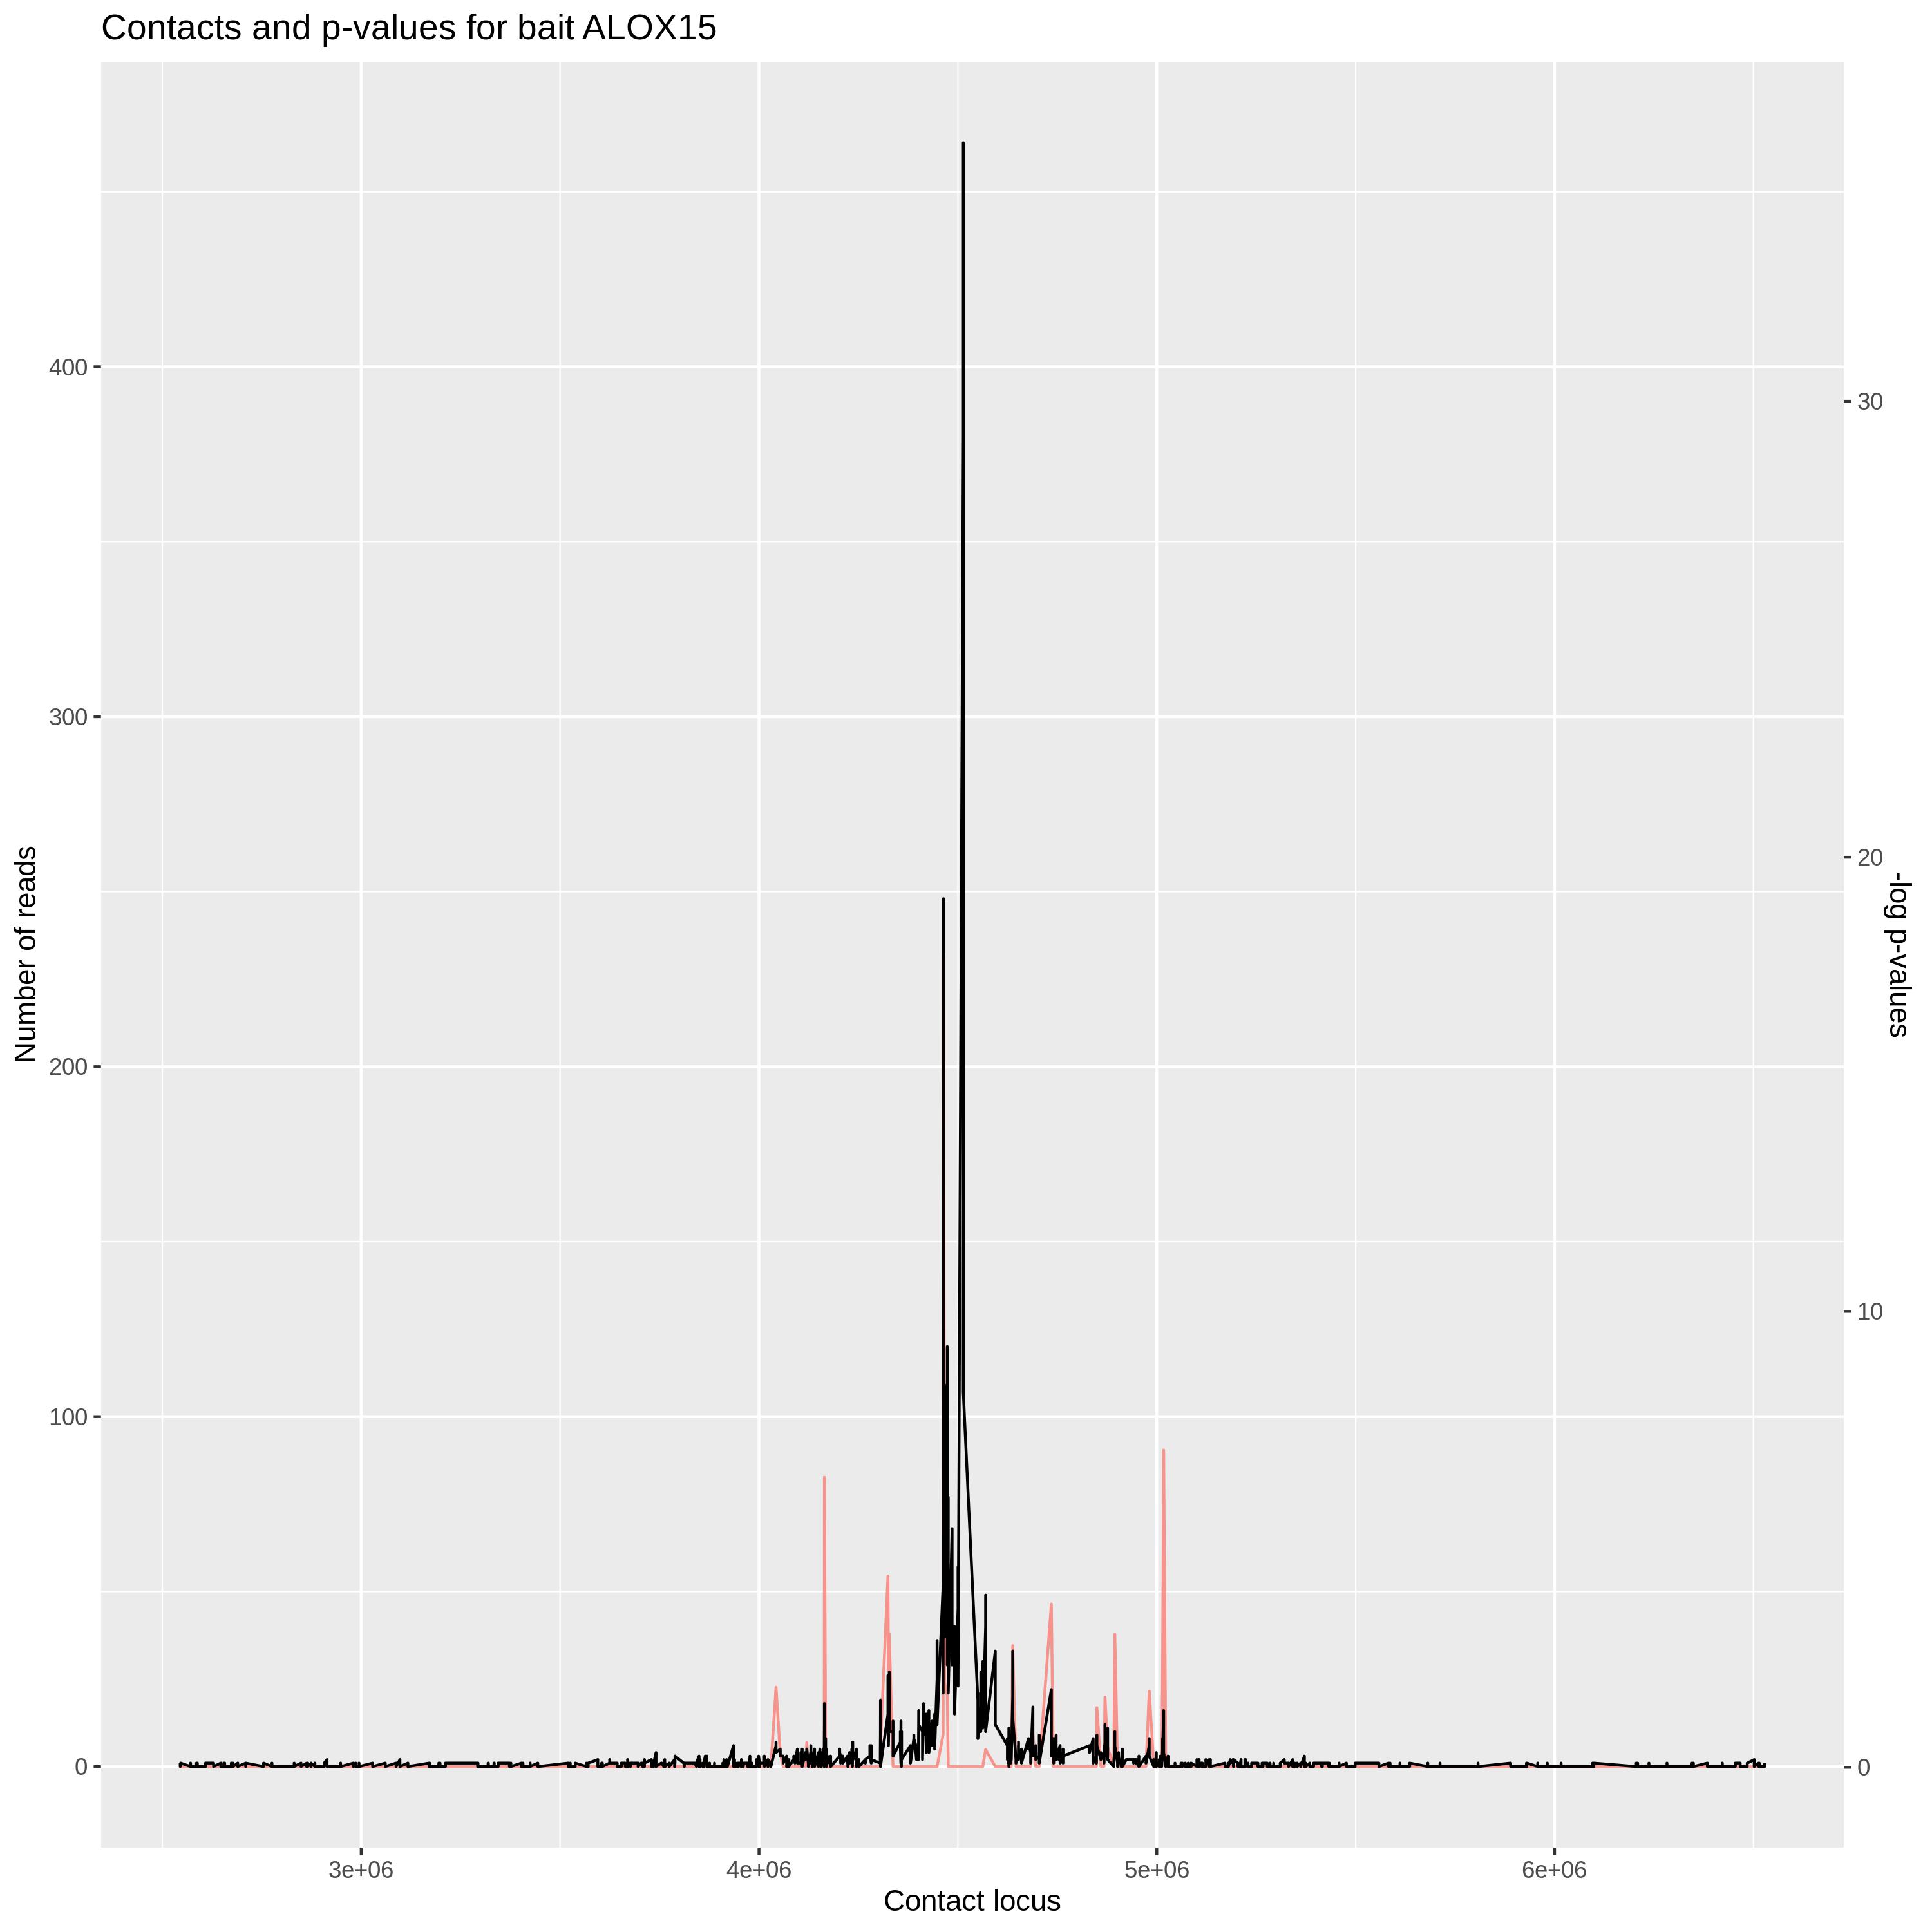 Contacts and p-values for bait ALOX15
400
300
200
100
0
30
20
10
0
3e+06
4e+06
5e+06
6e+06
Number of reads
-log p-values
Contact locus